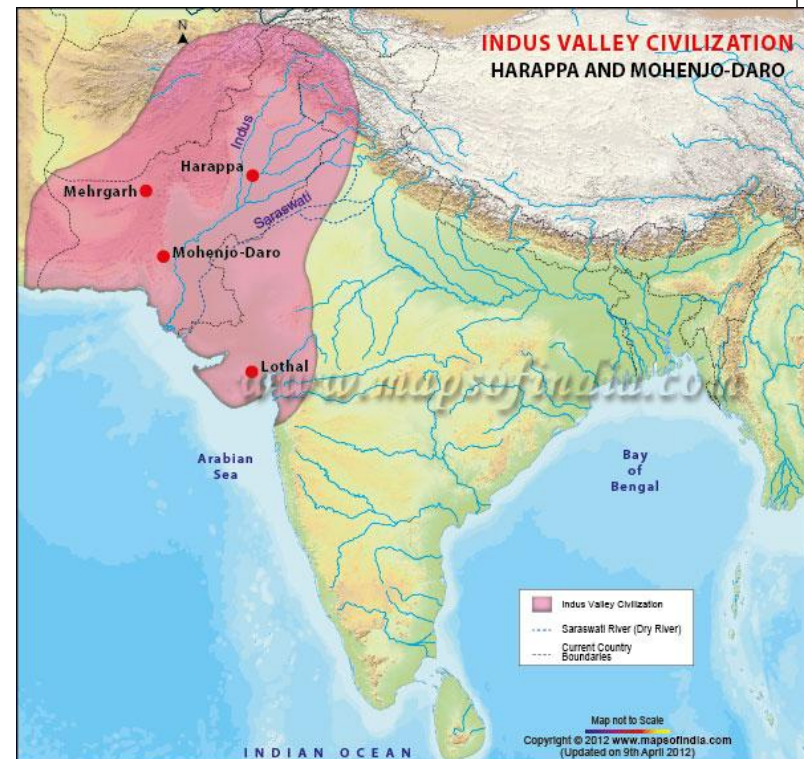 N
INDUS VALLEY CIVILIZATION
HARAPPA AND MOHENJO-DARO
Indus
Harappa
Mehrgarh
Saraswati
Mohenjo-Daro
Lothal
www.mapsofindia.com
Arabian
Sea
Bay
of
Bengal
Indus Valley Civilization
Saraswati River (Dry River)
Current Country
Boundaries
Map not to Scale
Copyright © 2012 www.mapsofindia.com
(Updated on 9th April 2012)
INDIAN OCEAN